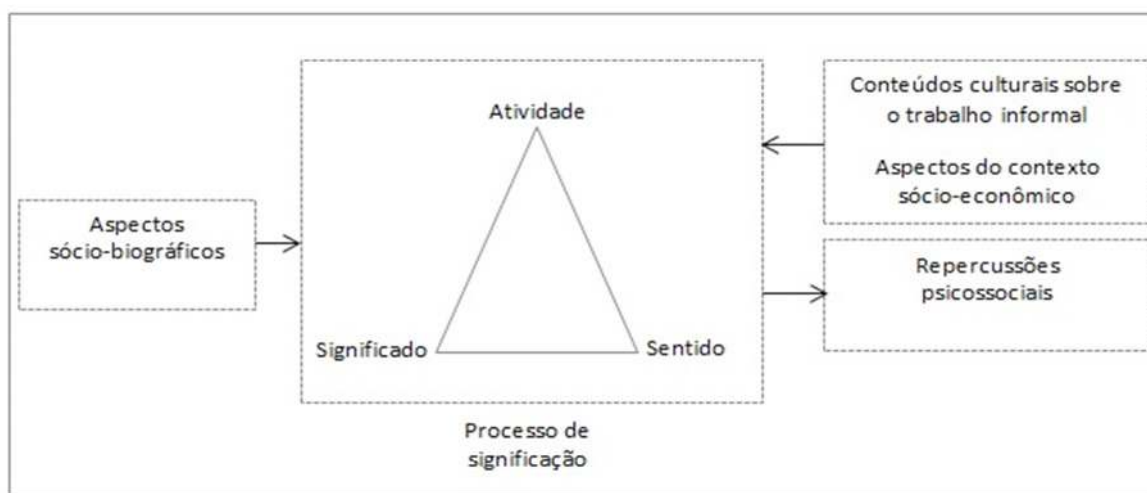 Aspectos
sócio-biográficos
Atividade
Significado
Sentido
Processo de
significação
Conteúdos culturais sobre
o trabalho informal
Aspectos do contexto
sócio-econômico
Repercussões
psicossociais